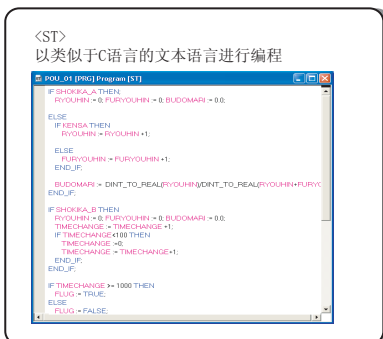 <ST>
以类似于C语言的文本语言进行编程
POU_01 [PRG] Program [ST]
IF SHOKIKA_A THEN;
RYOUHIN := 0; FURYOUHIN := 0; BUDOMARI := 0.0;
ELSE
IF KENSA THEN
RYOUHIN := RYOUHIN +1;
ELSE
FURYOUHIN := FURYOUHIN +1;
END_IF;
BUDOMARI := DINT_TO_REAL(RYOUHIN)/DINT_TO_REAL(RYOUHIN+FURYO
END_IF;
IF SHOKIKA_B THEN
RYOUHIN := 0; FURYOUHIN := 0; BUDOMARI := 0.0;
TIMECHANGE := TIMECHANGE +1;
IF TIMECHANGE<100 THEN
TIMECHANGE :=0;
TIMECHANGE := TIMECHANGE+1;
END_IF;
END_IF;
IF TIMECHANGE >= 1000 THEN
FLUG := TRUE;
ELSE
FLUG := FALSE;